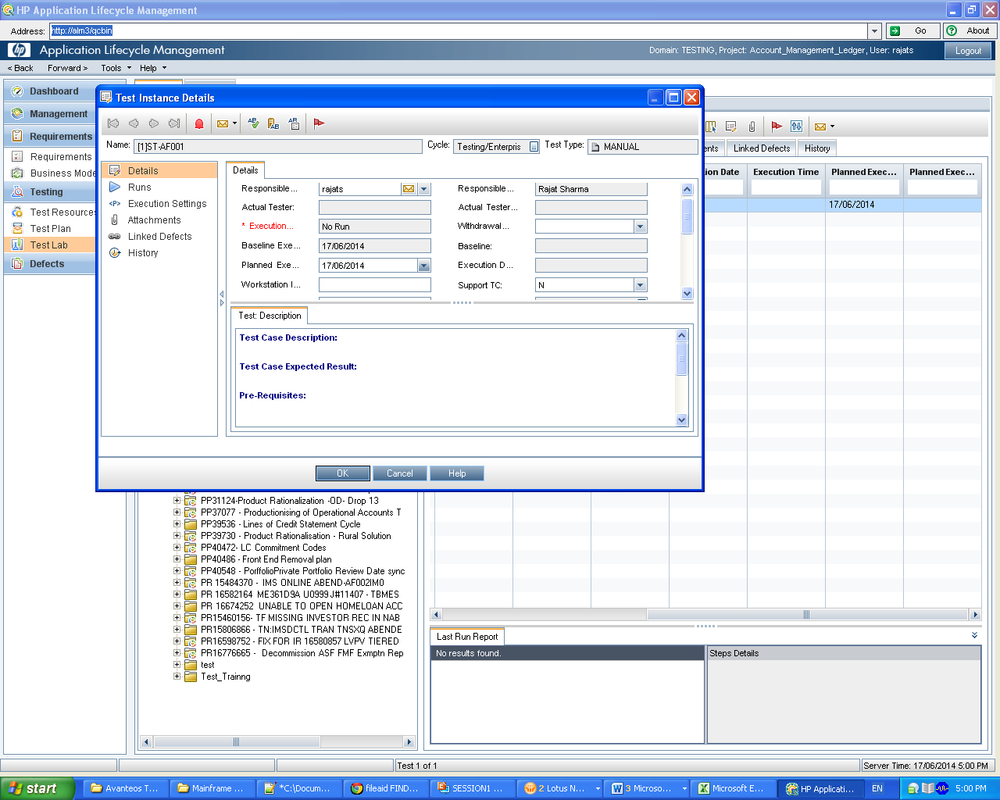 HP Application Lifecycle Management
Address: http://alm3/qcbin Go About
hp Application Lifecycle Management Domain: TESTING, Project: Account_Management_Ledger, User: rajats Logout
< Back Forward > Tools Help
Dashboard
Management
Requirements
Requirements
Business Mode
Testing
Test Resources
Test Plan
Test Lab
Defects
Test Instance Details
Name: [1]ST-AF001 Cycle: Testing/Enterpris Test Type: MANUAL
Details
Runs
Execution Settings
Attachments
Linked Defects
History
Details
Responsible... rajats Responsible... Rajat Sharma
Actual Tester: Actual Tester...
* Execution... No Run Withdrawal...
Baseline Exe... 17/06/2014 Baseline:
Planned Exe... 17/06/2014 Execution D...
Workstation I... Support TC: N
Test: Description
Test Case Description:
Test Case Expected Result:
Pre-Requisites:
OK Cancel Help
ents Linked Defects History
ion Date Execution Time Planned Exec... Planned Exec...
17/06/2014
PP31124-Product Rationalization -OD- Drop 13
PP37077 - Productionising of Operational Accounts T
PP39536 - Lines of Credit Statement Cycle
PP39730 - Product Rationalisation - Rural Solution
PP40472- LC Commitment Codes
PP40486 - Front End Removal plan
PP40548 - PorffolioPrivate Portfolio Review Date sync
PR 15484370 - IMS ONLINE ABEND-AF002IM0
PR 16582164 ME361D9A U0999 J#11407 - TBMES
PR 16674252 UNABLE TO OPEN HOMELOAN ACC
PR15460156- TF MISSING INVESTOR REC IN NAB
PR15806866 - TN:IMSDCTL TRAN TNSXQ ABENDE
PR16598752 - FIX FOR IR 16580857 LVPV TIERED
PR16776665 - Decommission ASF FMF Exmptn Rep
test
Test_Trainng
Last Run Report
No results found.
Steps Details
Test 1 of 1
Server Time: 17/06/2014 5:00 PM
start Avanteos T... Mainframe ... *C:\Docum... fileaid FIND... SESSION1 ... 2 Lotus N... 3 Microso... Microsoft E... HP Applicati... EN 5:00 PM